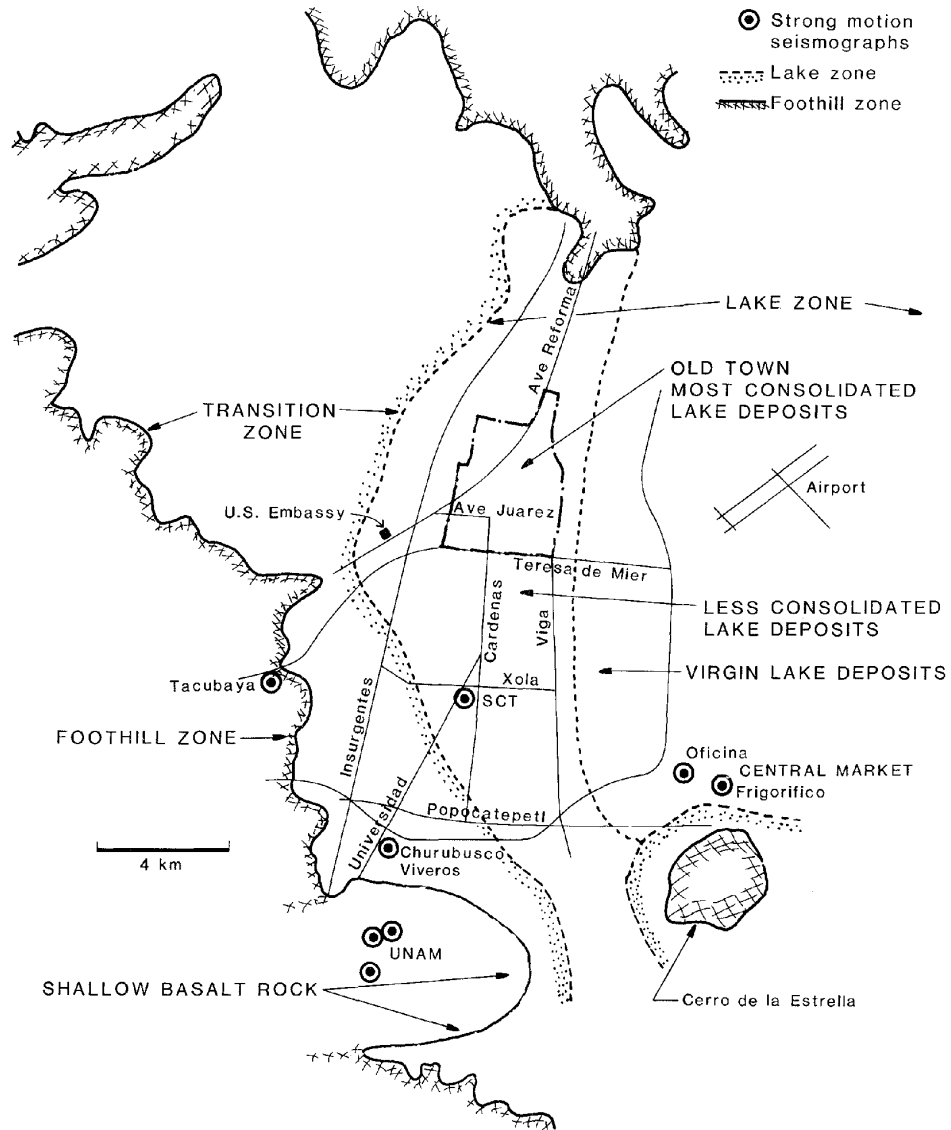 Strong motion
seismographs
Lake zone
Foothill zone
LAKE ZONE
Ave Reforma
OLD TOWN
MOST CONSOLIDATED
LAKE DEPOSITS
TRANSITION
ZONE
Airport
U.S. Embassy
Ave Juarez
Teresa de Mier
Cardenas
Viga
LESS CONSOLIDATED
LAKE DEPOSITS
VIRGIN LAKE DEPOSITS
Tacubaya
Xola
SCT
Insurgentes
FOOTHILL ZONE
Oficina
CENTRAL MARKET
Frigorifico
Universidad
Popocatepetl
4 km
Churubusco
Viveros
UNAM
SHALLOW BASALT ROCK
Cerro de la Estrella